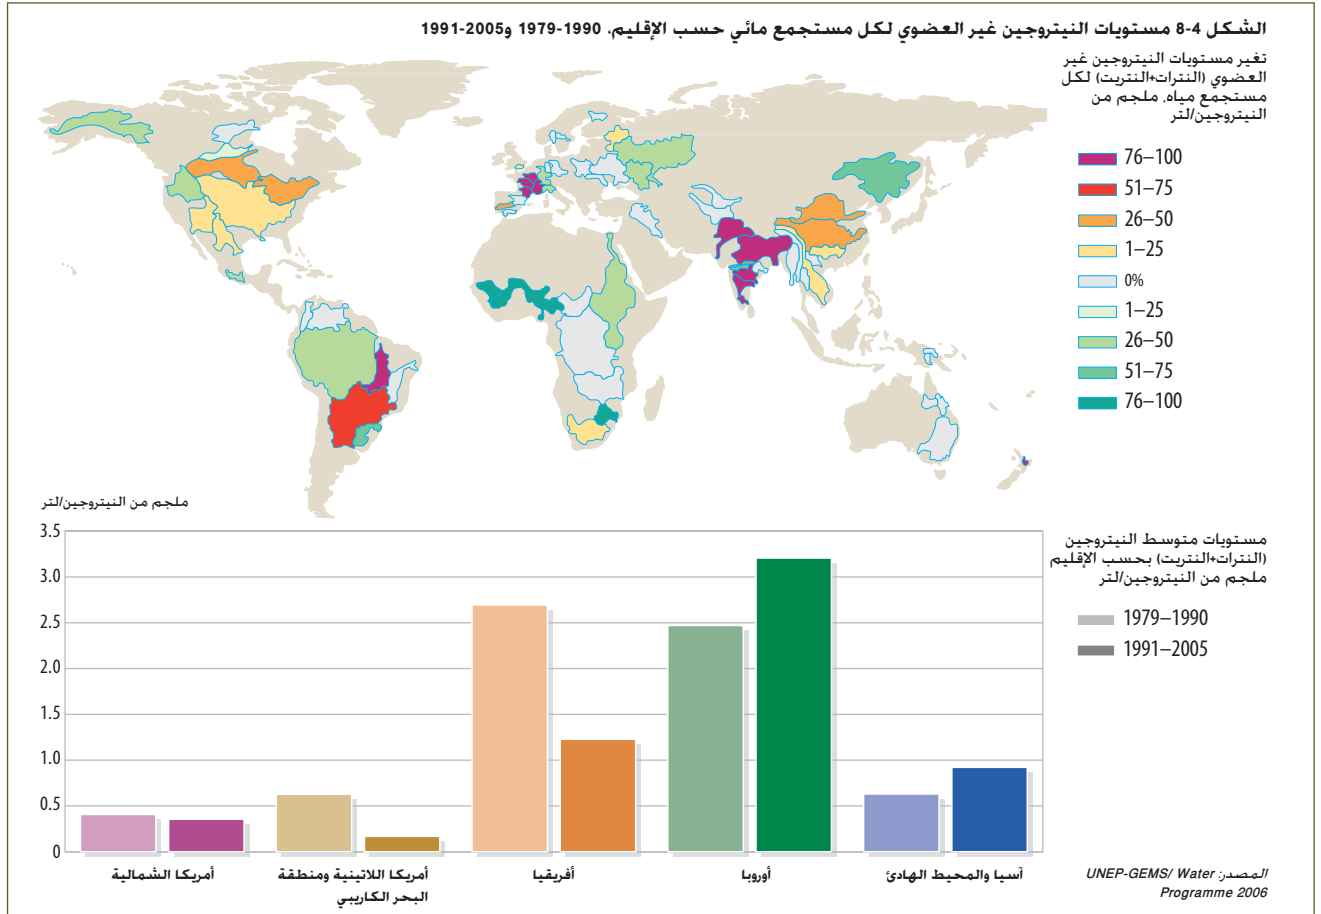 الشكل 4-8 مستويات النيتروجين غير العضوي لكل مستجمع مائي حسب الإقليم، 1990-1979 و2005-1991
تغير مستويات النيتروجين غير
العضوي (النترات+النتريت) لكل
مستجمع مياه، ملجم من
النيتروجين/لتر
76–100
51–75
26–50
1–25
0%
1–25
26–50
51–75
76–100
ملجم من النيتروجين/لتر
3.5
3.0
2.5
2.0
1.5
1.0
0.5
0
مستويات متوسط النيتروجين
(النترات+النتريت) بحسب الإقليم
ملجم من النيتروجين/لتر
1979–1990
1991–2005
أمريكا الشمالية
أمريكا اللاتينية ومنطقة
البحر الكاريبي
أفريقيا
أوروبا
آسيا والمحيط الهادئ
المصدر: UNEP-GEMS/ Water
Programme 2006